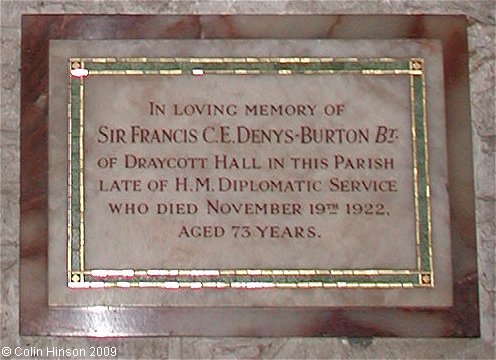 IN LOVING MEMORY OF
SIR FRANCIS C.E. DENYS-BURTON BT.
OF DRAYCOTT HALL IN THIS PARISH
LATE OF H.M. DIPLOMATIC SERVICE
WHO DIED NOVEMBER 19TH 1922,
AGED 73 YEARS.
© Colin Hinson 2009